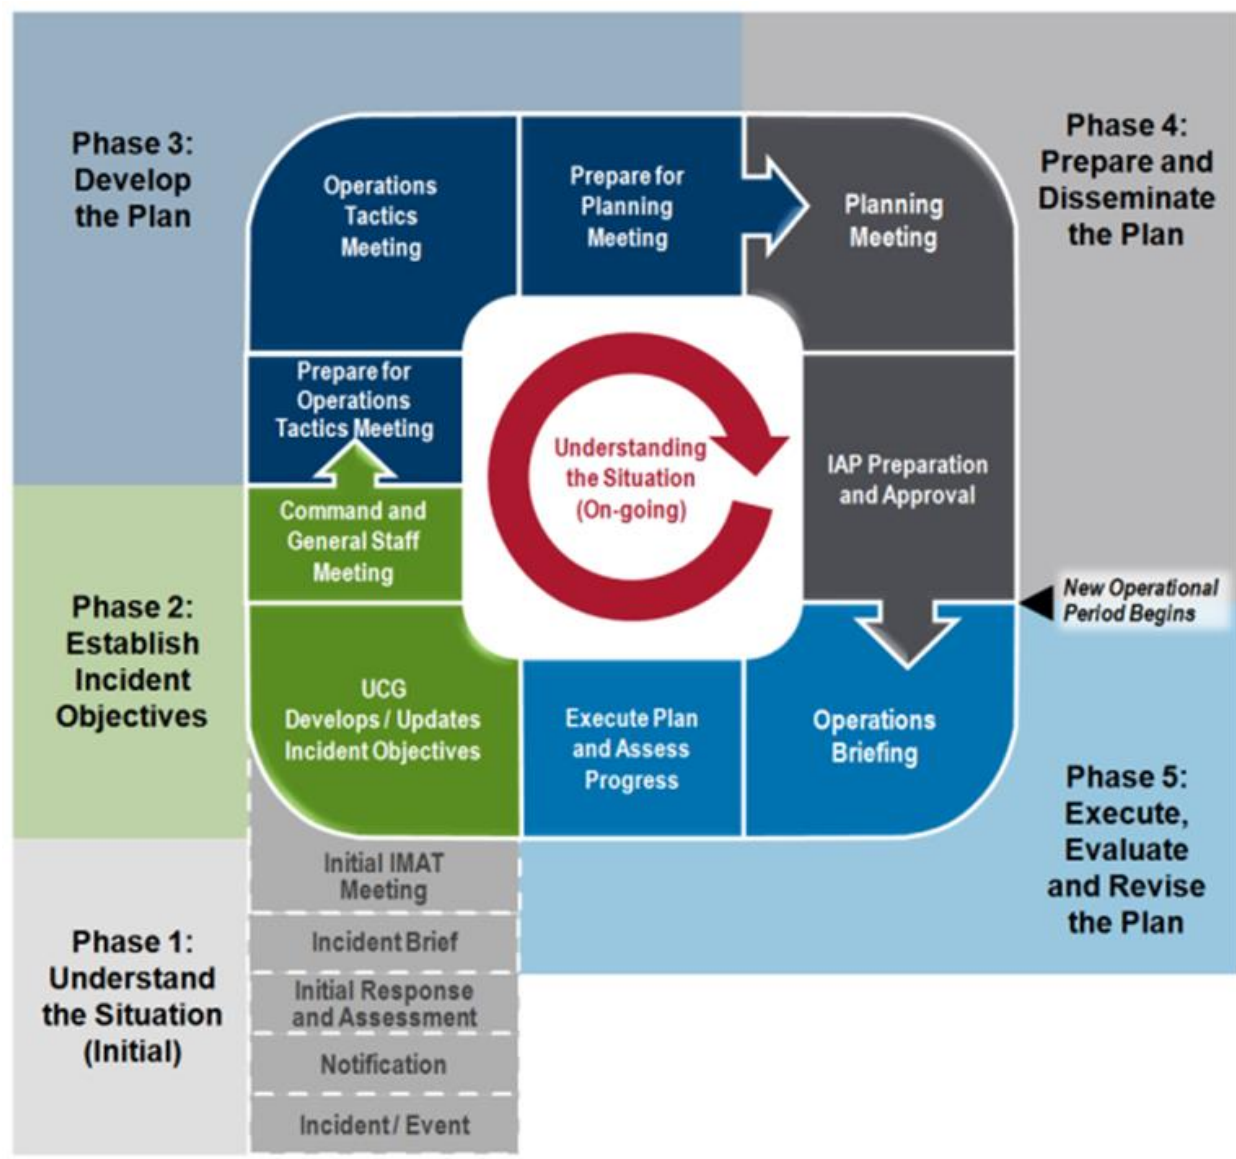 Phase 3:
Develop
the Plan
Operations
Tactics
Meeting
Prepare for
Planning
Meeting
Planning
Meeting
Phase 4:
Prepare and
Disseminate
the Plan
Prepare for
Operations
Tactics Meeting
Understanding
the Situation
(On-going)
IAP Preparation
and Approval
Command and
General Staff
Meeting
New Operational
Period Begins
Phase 2:
Establish
Incident
Objectives
UCG
Develops / Updates
Incident Objectives
Execute Plan
and Assess
Progress
Operations
Briefing
Phase 5:
Execute,
Evaluate
and Revise
the Plan
Phase 1:
Understand
the Situation
(Initial)
Initial IMAT
Meeting
Incident Brief
Initial Response
and Assessment
Notification
Incident / Event